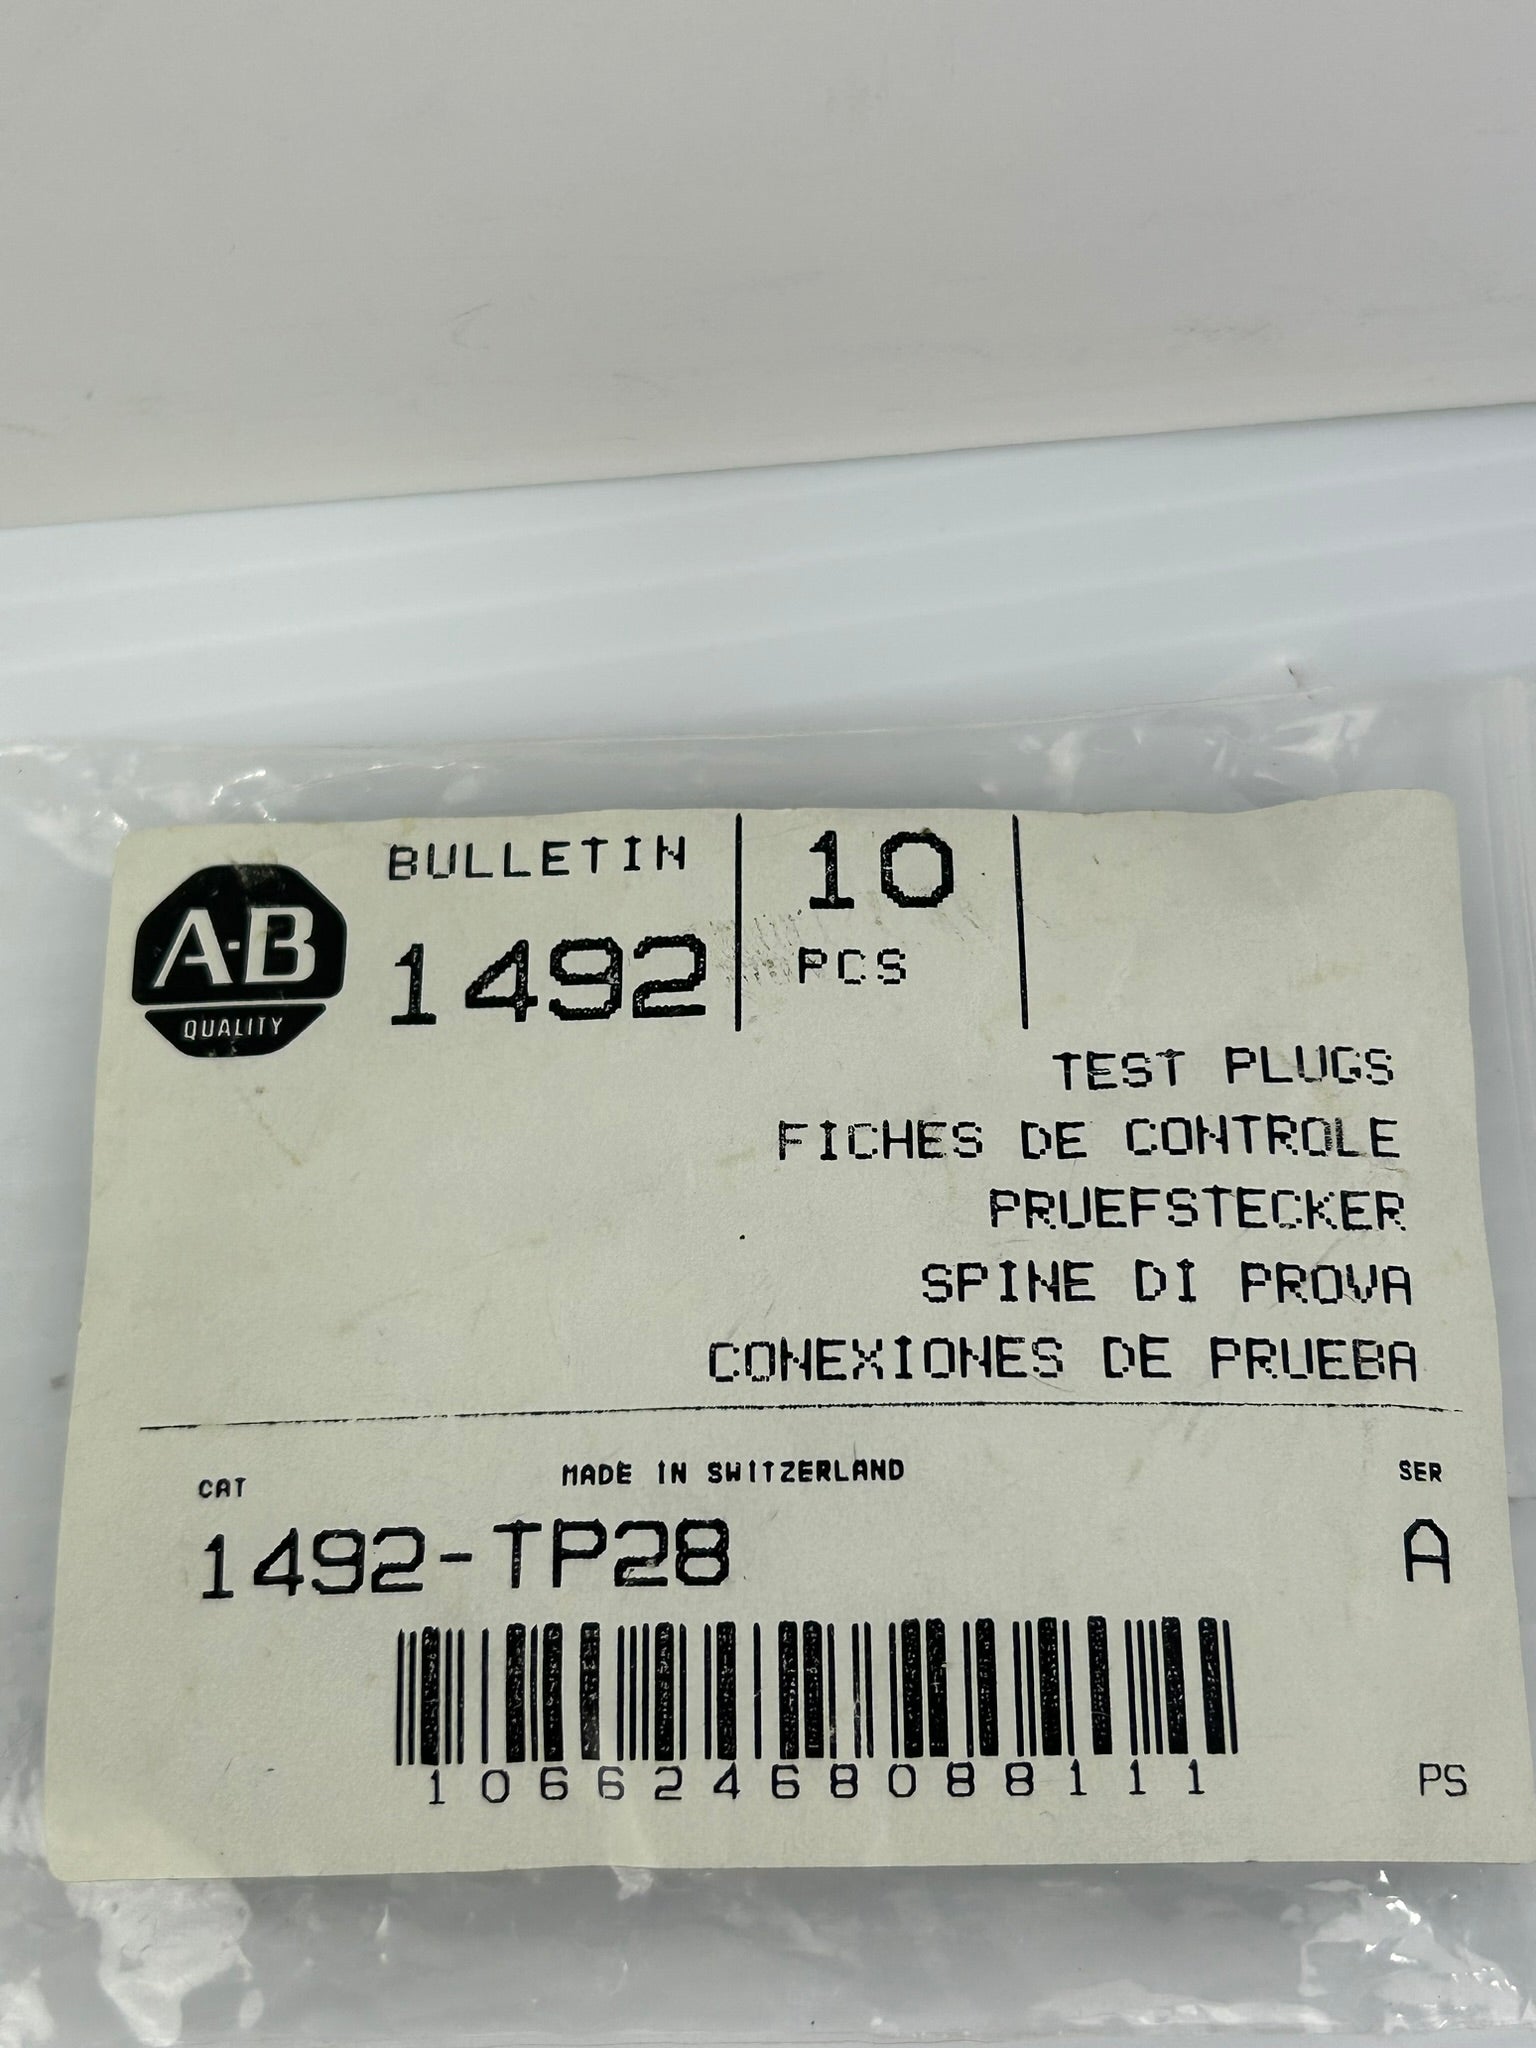 A-B
QUALITY
BULLETIN
1492
10
PCS
TEST PLUGS
FICHES DE CONTROLE
PRUEFSTECKER
SPINE DI PROVA
CONEXIONES DE PRUEBA
CAT
MADE IN SWITZERLAND
SER
1492-TP28
A
10662468088111
PS